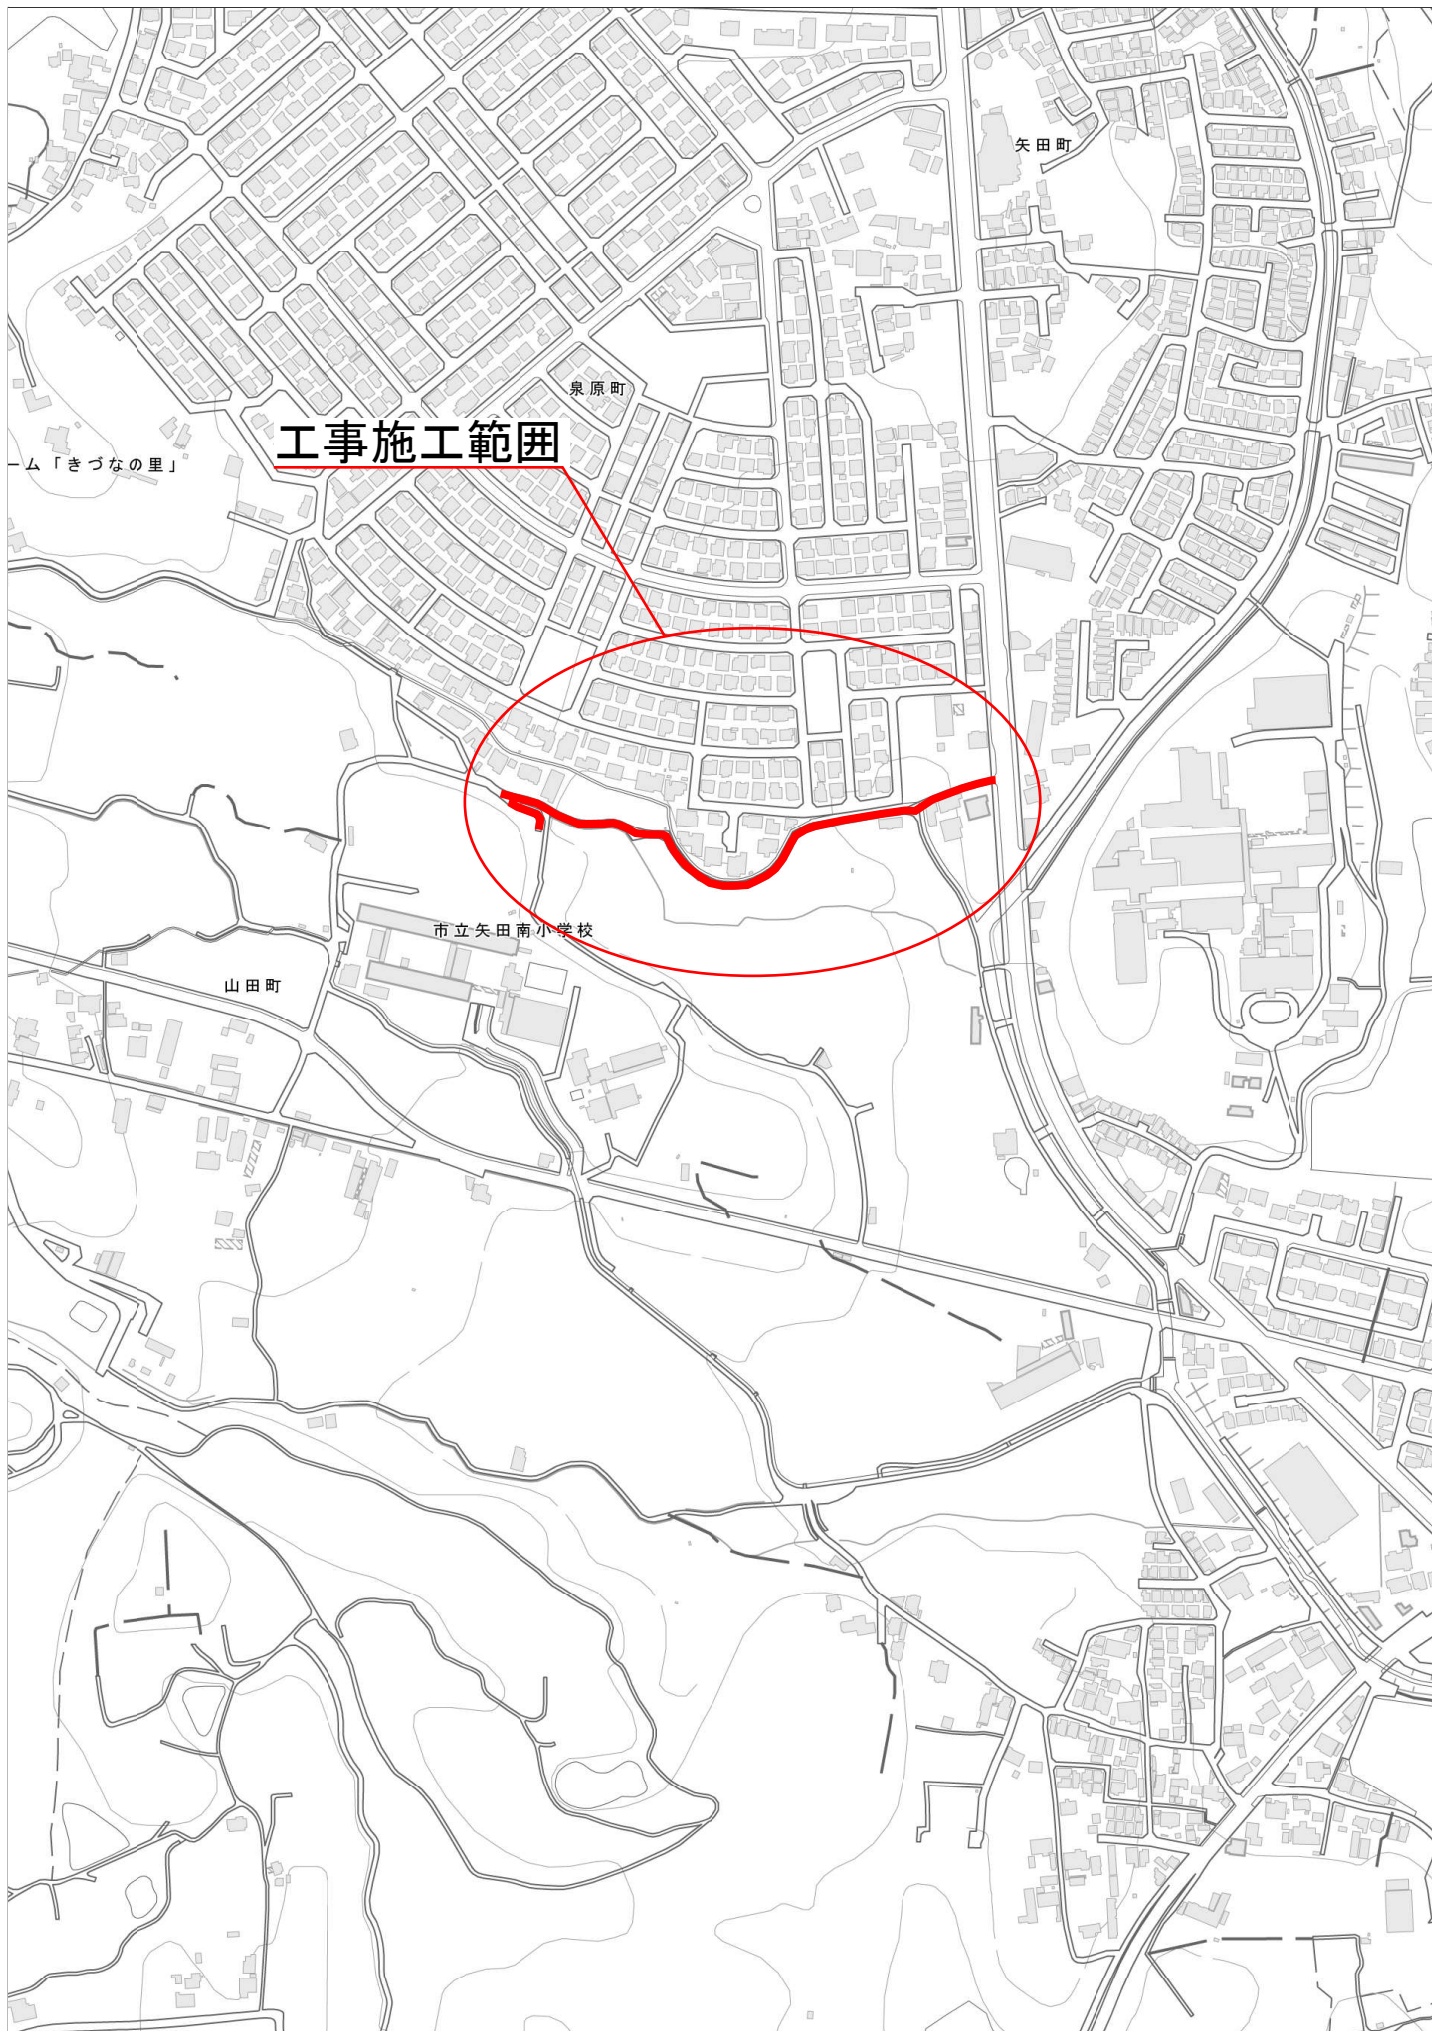 矢田町
泉原町
工事施工範囲
ーム「きづなの里」
市立矢田南小学校
山田町